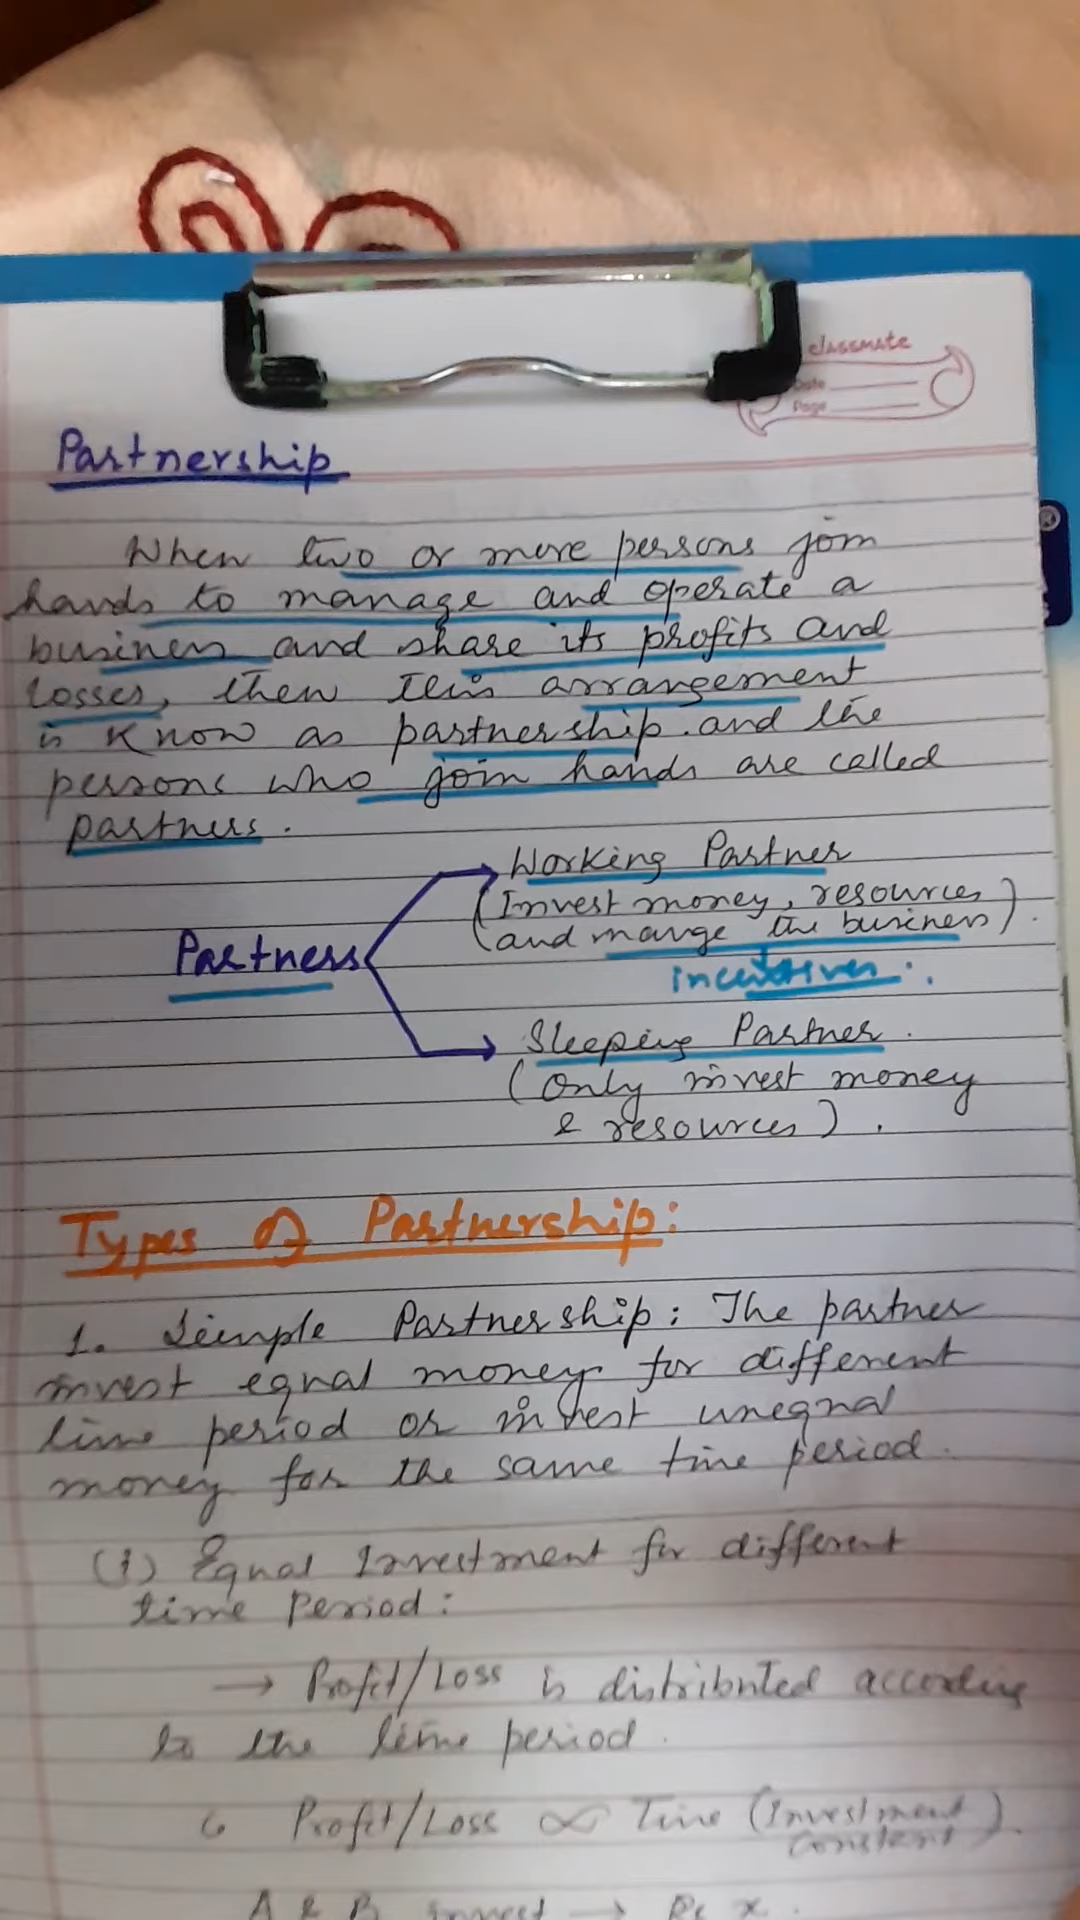 classmate
Date
Page
Partnership
When two or more persons join
hands to manage and operate a
business and share its profits and
losses, then this arrangement
is know as partnership. and the
persons who join hands are called
partners.
Working Partner
(Invest money, resources)
(and mange the business).
Partners
incentives.
Sleeping Partner.
(Only invest money
& resources).
Types of Partnership:
1. Simple Partnership: The partner
invest equal money for different
time period or invest unequal
money for the same time period.
(i) Equal Investment for different
time Period:
→ Profit/Loss is distributed according
to the time period.
Profit/Loss ∝ Time (Investment
constant).
A & B invest → Rs x.